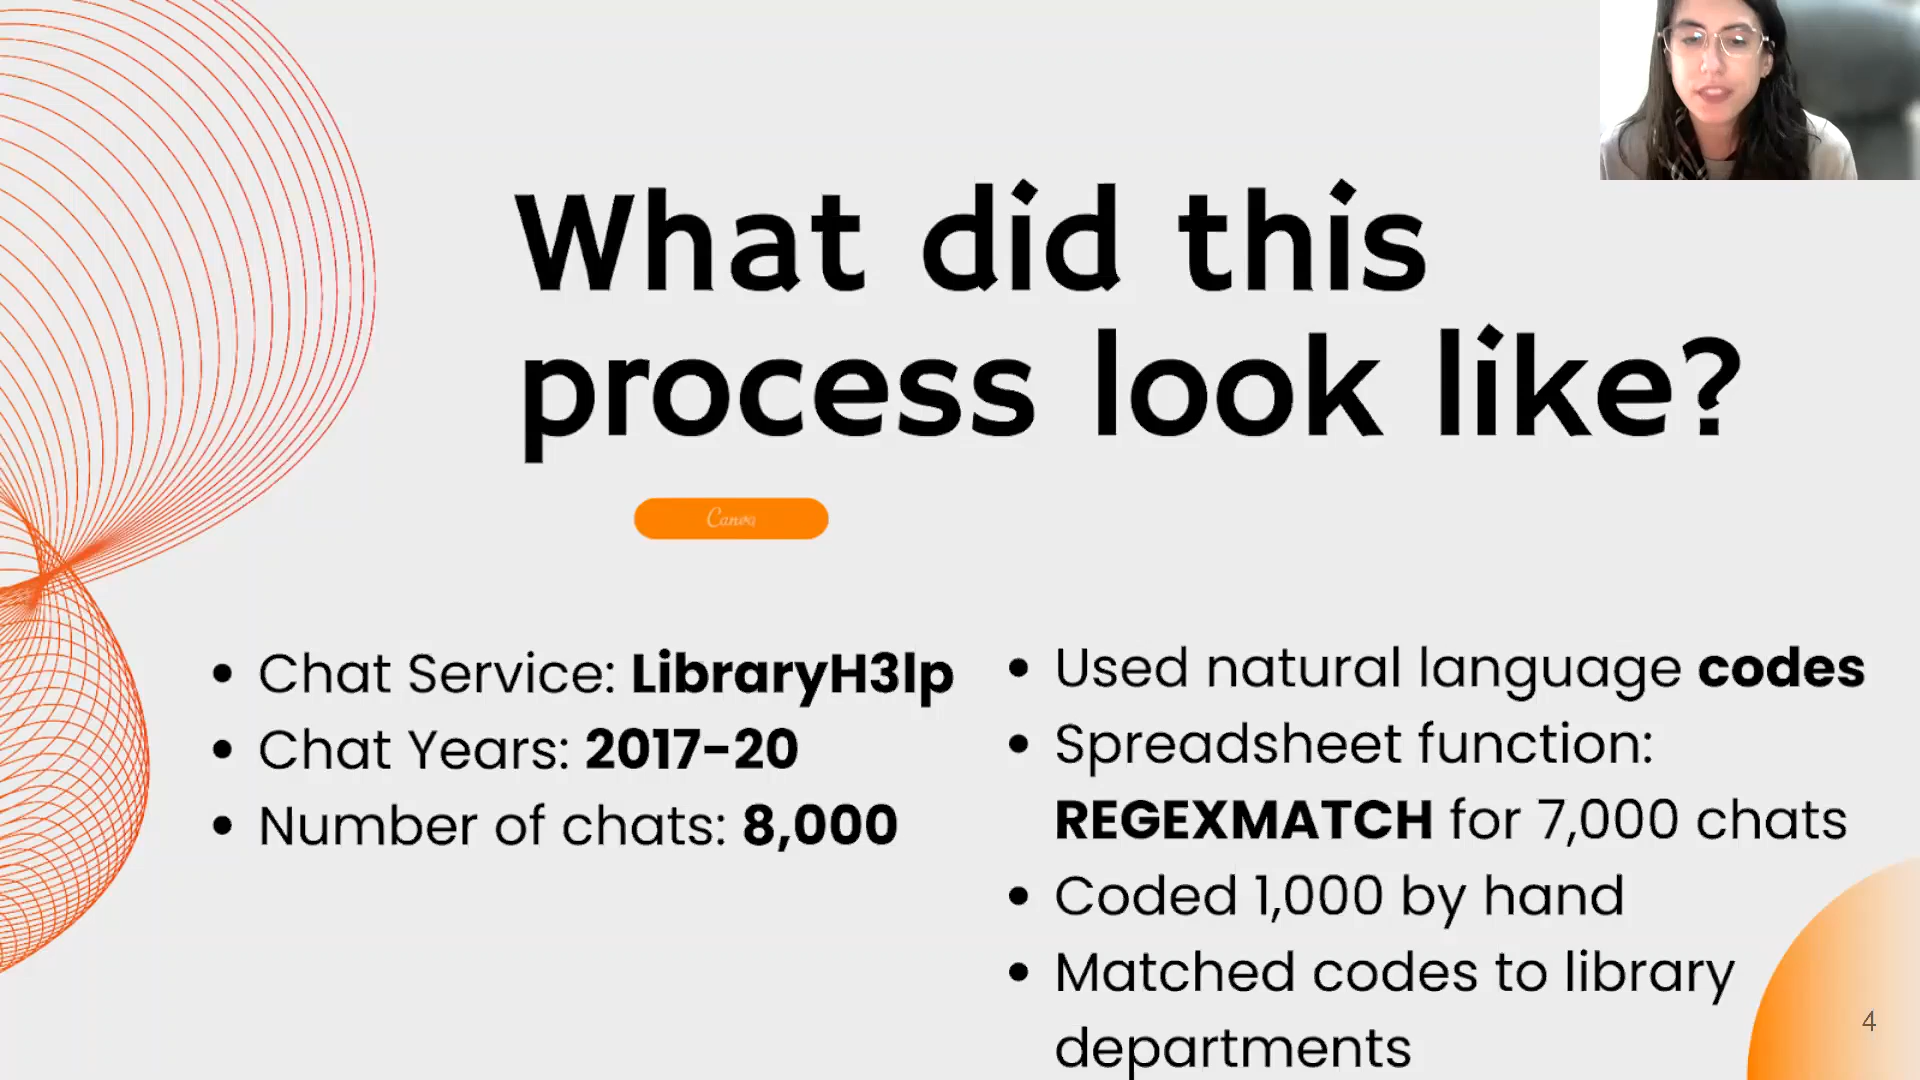 What did this
process look like?
Canva
• Chat Service: LibraryH3lp
• Chat Years: 2017-20
• Number of chats: 8,000
• Used natural language codes
• Spreadsheet function:
REGEXMATCH for 7,000 chats
• Coded 1,000 by hand
• Matched codes to library
departments
4